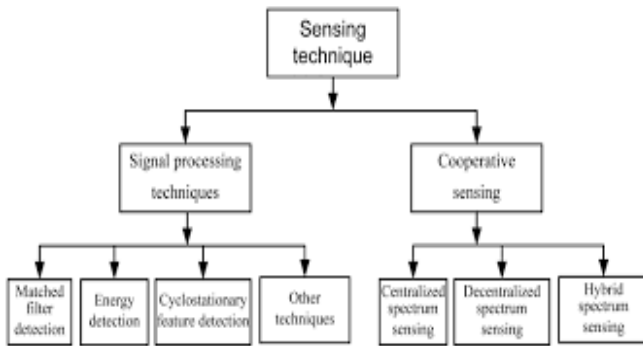 Sensing
technique
Signal processing
techniques
Cooperative
sensing
Matched
filter
detection
Energy
detection
Cyclostationary
feature detection
Other
techniques
Centralized
spectrum
sensing
Decentralized
spectrum
sensing
Hybrid
spectrum
sensing